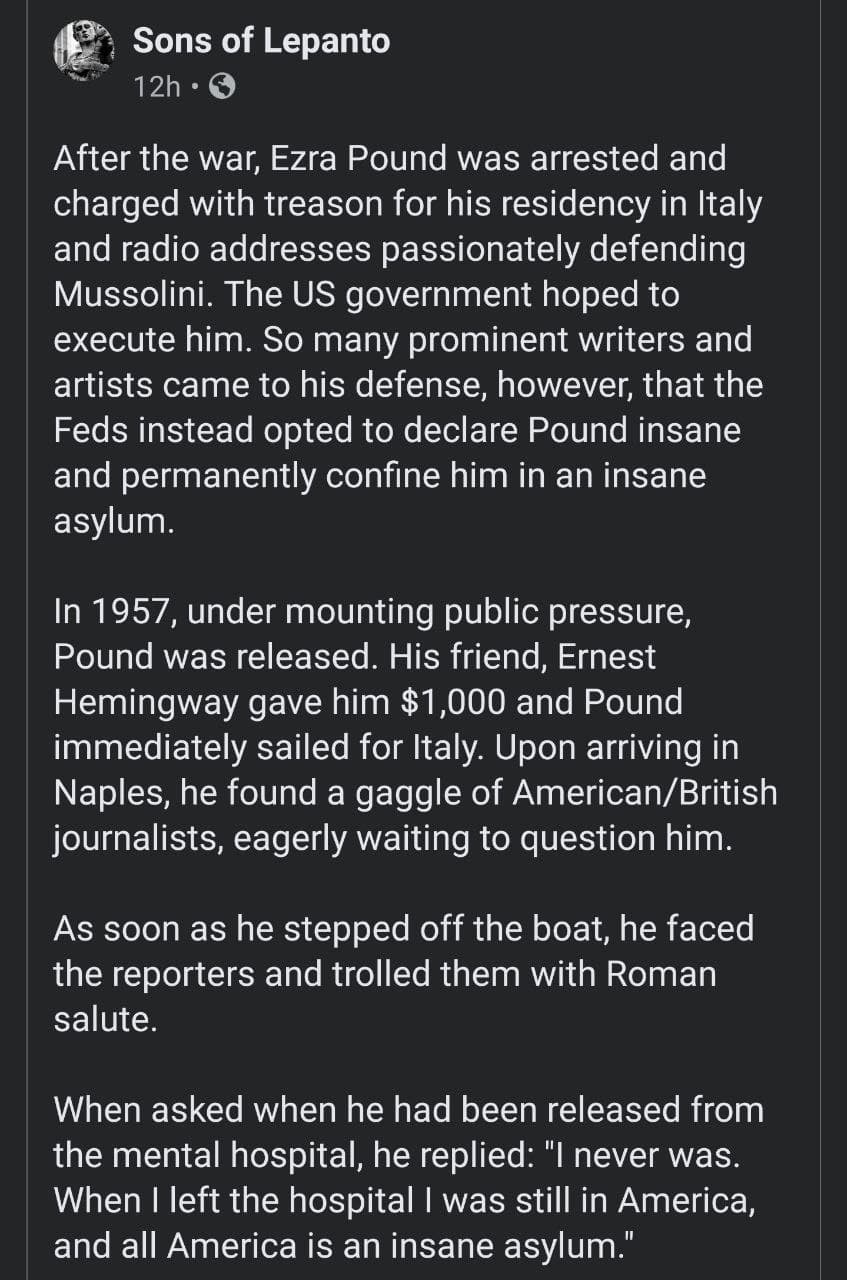 Sons of Lepanto
12h •
After the war, Ezra Pound was arrested and
charged with treason for his residency in Italy
and radio addresses passionately defending
Mussolini. The US government hoped to
execute him. So many prominent writers and
artists came to his defense, however, that the
Feds instead opted to declare Pound insane
and permanently confine him in an insane
asylum.
In 1957, under mounting public pressure,
Pound was released. His friend, Ernest
Hemingway gave him $1,000 and Pound
immediately sailed for Italy. Upon arriving in
Naples, he found a gaggle of American/British
journalists, eagerly waiting to question him.
As soon as he stepped off the boat, he faced
the reporters and trolled them with Roman
salute.
When asked when he had been released from
the mental hospital, he replied: "I never was.
When I left the hospital I was still in America,
and all America is an insane asylum."